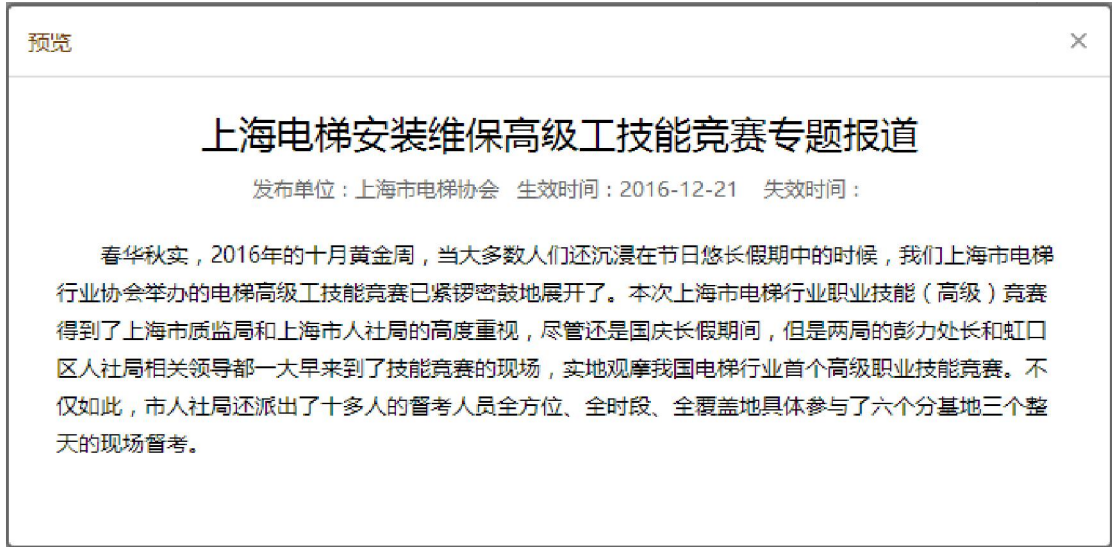 预览
上海电梯安装维保高级工技能竞赛专题报道
发布单位：上海市电梯协会 生效时间：2016-12-21 失效时间：
春华秋实，2016年的十月黄金周，当大多数人们还沉浸在节日悠长假期中的时候，我们上海市电梯
行业协会举办的电梯高级工技能竞赛已紧锣密鼓地展开了。本次上海市电梯行业职业技能（高级）竞赛
得到了上海市质监局和上海市人社局的高度重视，尽管还是国庆长假期间，但是两局的彭力处长和虹口
区人社局相关领导都一大早来到了技能竞赛的现场，实地观摩我国电梯行业首个高级职业技能竞赛。不
仅如此，市人社局还派出了十多人的督考人员全方位、全时段、全覆盖地具体参与了六个分基地三个整
天的现场督考。